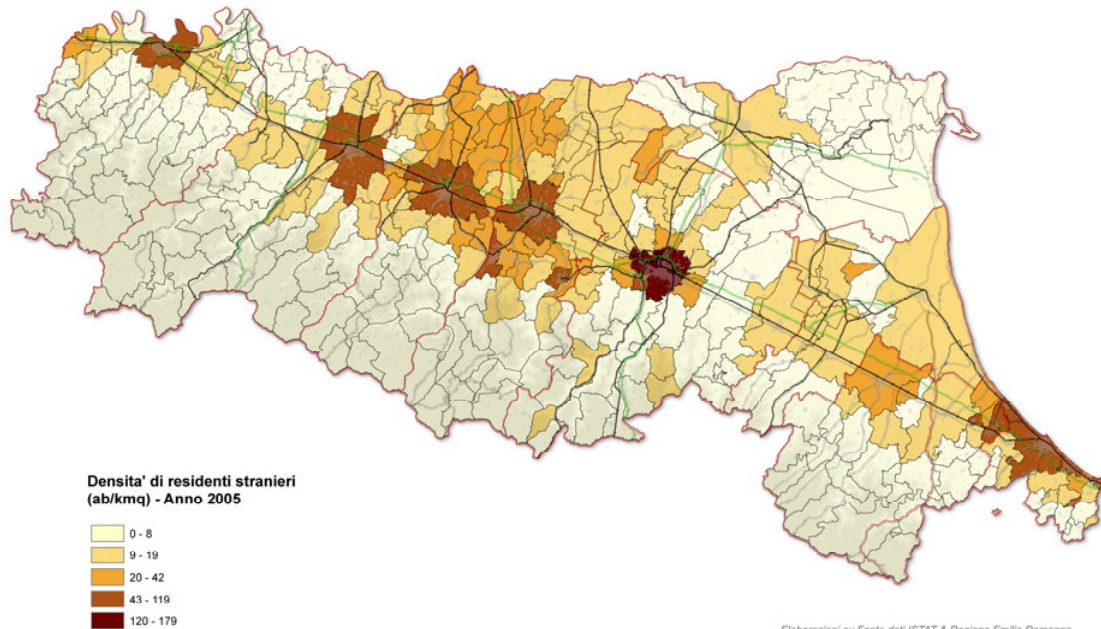 Densita' di residenti stranieri
(ab/kmq) - Anno 2005
0 - 8
9 - 19
20 - 42
43 - 119
120 - 179
Elaborazioni su Fonte dati ISTAT & Regione Emilia Romagna